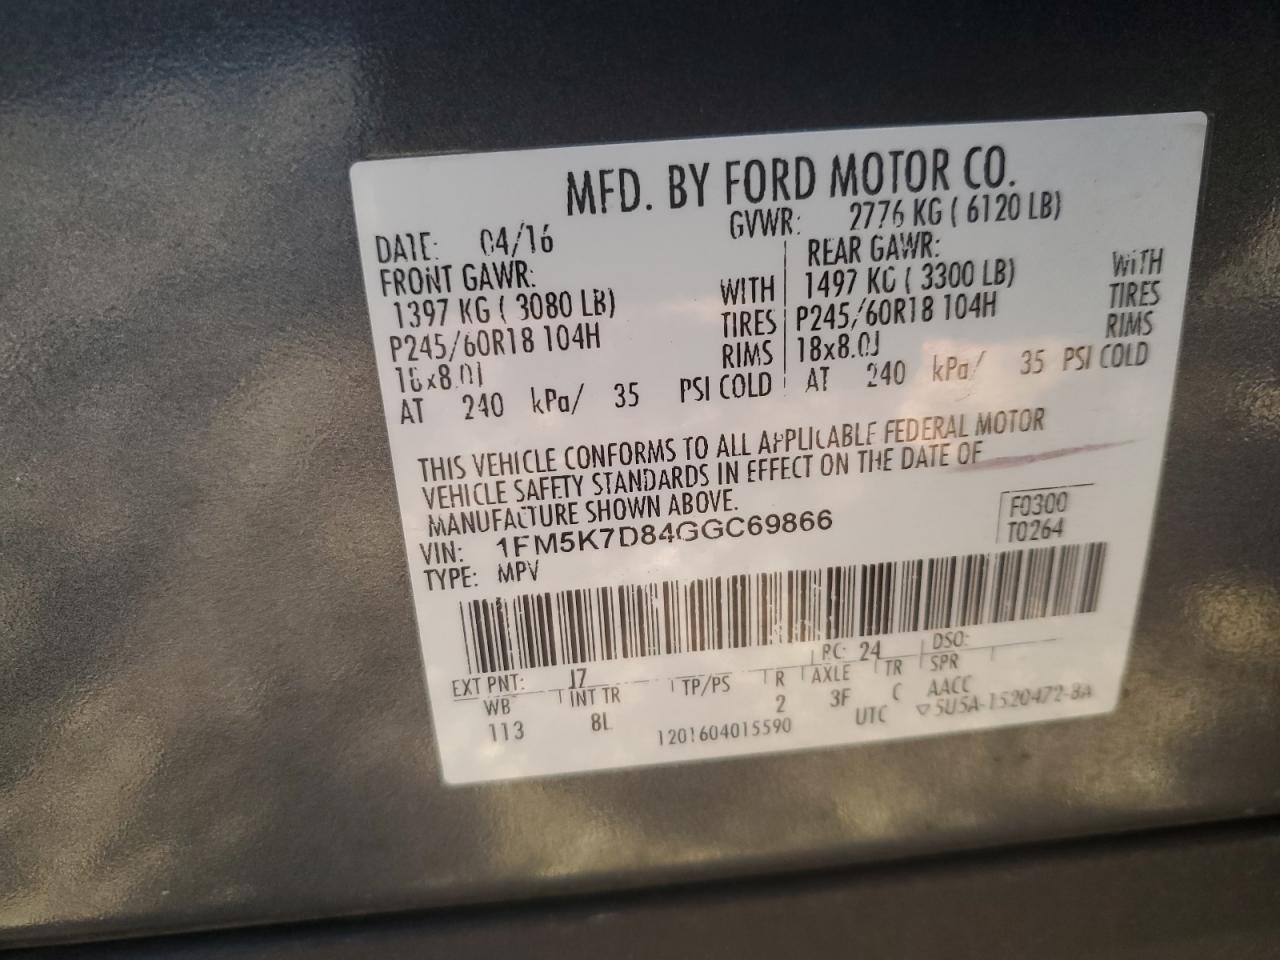 MFD. BY FORD MOTOR CO.
DATE: 04/16 GVWR: 2776 KG ( 6120 LB)
FRONT GAWR: REAR GAWR:
1397 KG ( 3080 LB) WITH 1497 KG ( 3300 LB) WITH
P245/60R18 104H TIRES P245/60R18 104H TIRES
18x8.0J RIMS 18x8.0J RIMS
AT 240 kPa/ 35 PSI COLD AT 240 kPa/ 35 PSI COLD
THIS VEHICLE CONFORMS TO ALL APPLICABLE FEDERAL MOTOR
VEHICLE SAFETY STANDARDS IN EFFECT ON THE DATE OF
MANUFACTURE SHOWN ABOVE.
VIN: 1FM5K7D84GGC69866 F0300
TYPE: MPV T0264
EXT PNT: J7 RC: 24 DSO:
WB INT TR TP/PS R AXLE TR SPR
113 8L 2 3F C AACC
1201604015590 UTC ▽5U5A-1520472-BA